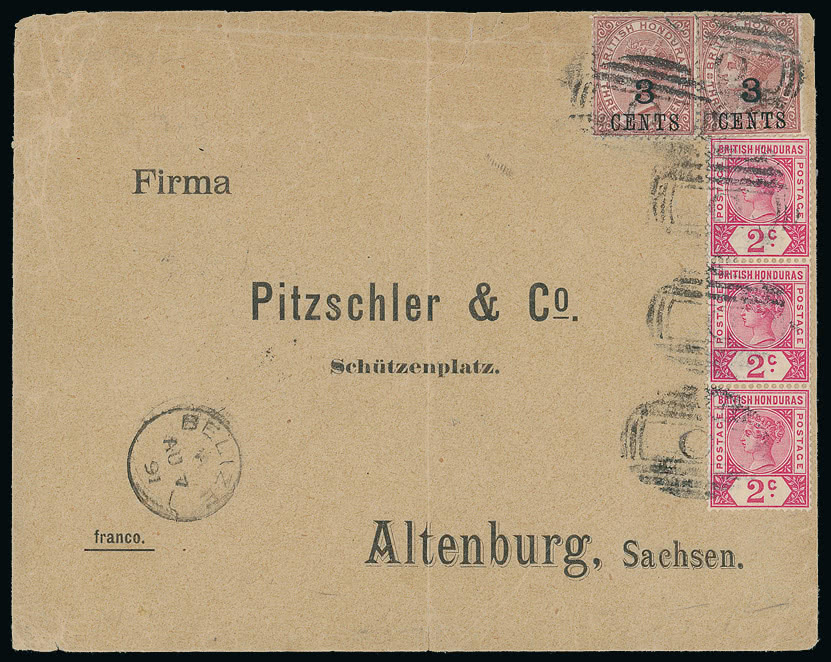 BRITISH HONDURAS
3
CENTS
3
CENTS
BRITISH HONDURAS
POSTAGE
POSTAGE
2c
BRITISH HONDURAS
POSTAGE
POSTAGE
2c
BRITISH HONDURAS
POSTAGE
POSTAGE
2c
Firma
Pitzschler & Co.
Schützenplatz.
BELIZE
AU 4
91
franco.
Altenburg, Sachsen.